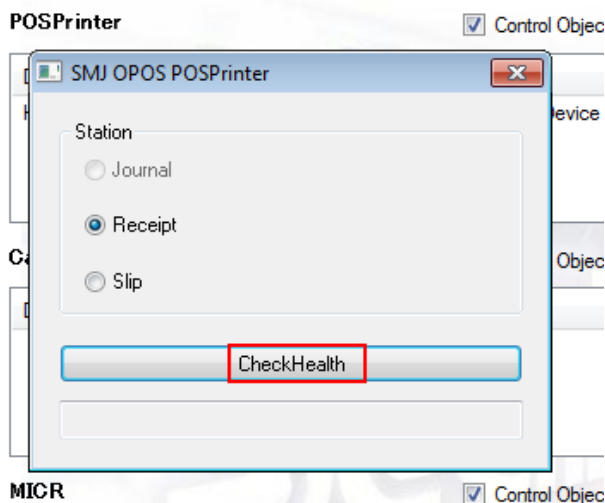 POSPrinter
Control Objec
SMJ OPOS POSPrinter
evice
Station
Journal
Receipt
Ca
Objec
Slip
CheckHealth
MICR
Control Objec